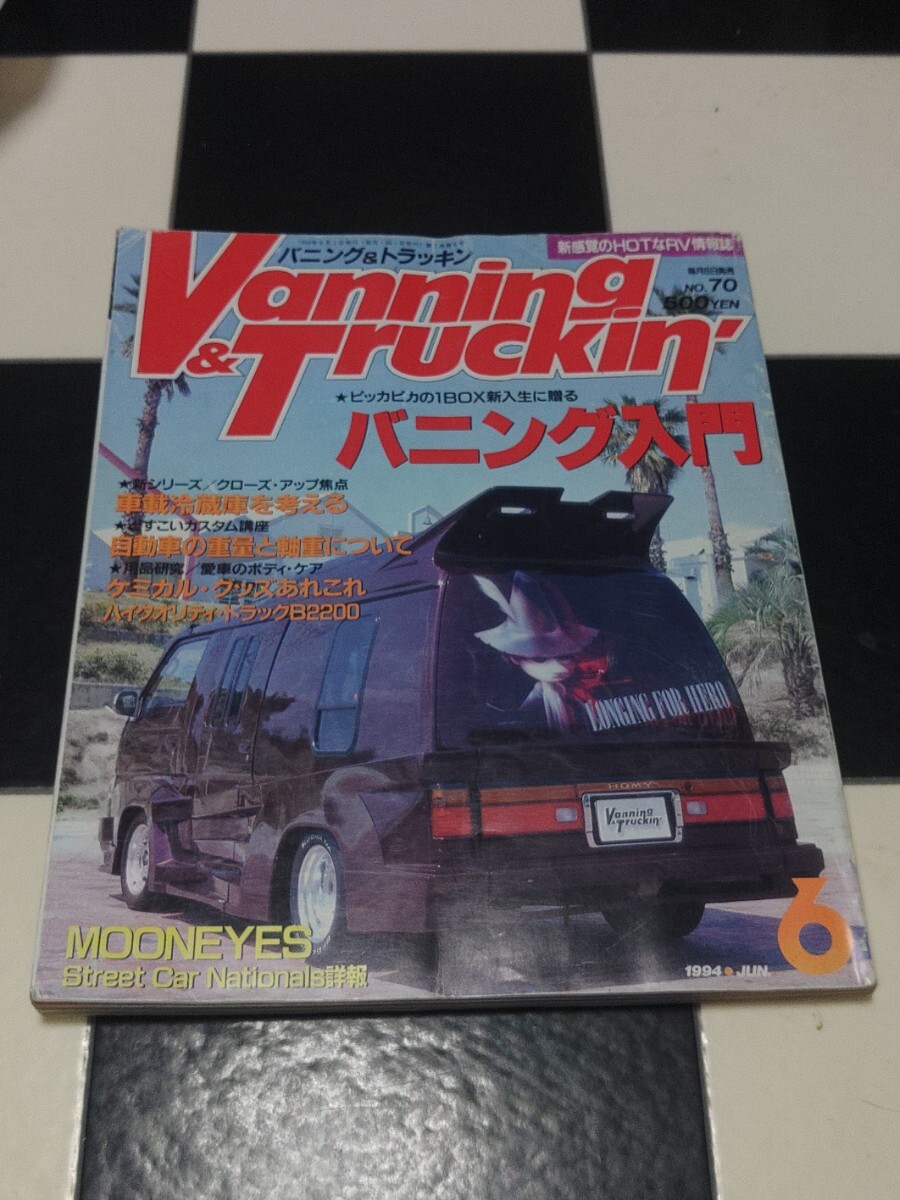 バニング&トラッキン
新感覚のHOTなRV情報誌
Vanning
& Truckin'
毎月5日発売
NO.70
500YEN
★ピッカピカの1BOX新入生に贈る
バニング入門
★新シリーズ/クローズ・アップ焦点
車載冷蔵庫を考える
カスタム講座
自動車の重量と軸重について
★用品研究/愛車のボディ・ケア
ケミカル・グッズあれこれ
ハイクオリティ・トラックB2200
LONGING FOR HERO
HOMY
Vanning
& Truckin'
MOONEYES
Street Car Nationals詳報
6
1994 ● JUN.